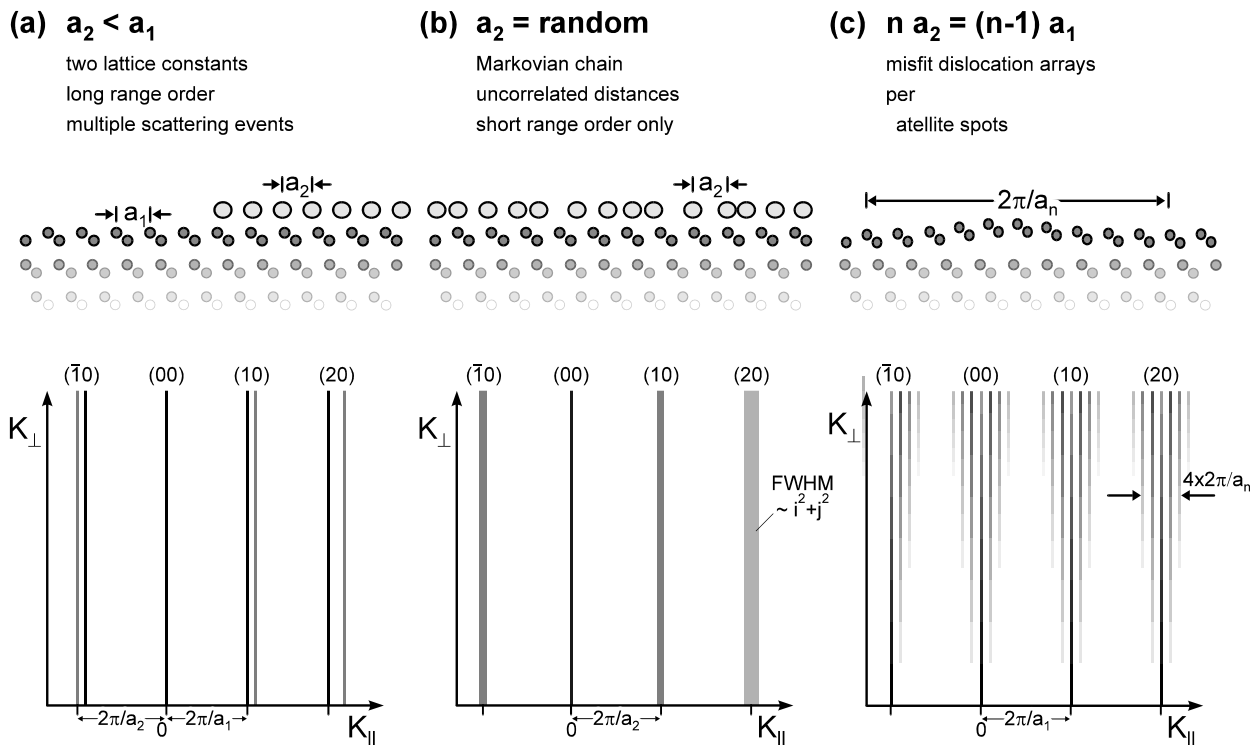 (a) a₂ < a₁
two lattice constants
long range order
multiple scattering events
a₁
a₂
(1̅0) (00) (10) (20)
K⊥
2π/a₂ 0 2π/a₁
K||
(b) a₂ = random
Markovian chain
uncorrelated distances
short range order only
a₂
(1̅0) (00) (10) (20)
K⊥
FWHM
~ i²+j²
0 2π/a₂
K||
(c) n a₂ = (n-1) a₁
misfit dislocation arrays
per
atellite spots
2π/aₙ
(1̅0) (00) (10) (20)
K⊥
4x2π/aₙ
0 2π/a₁
K||